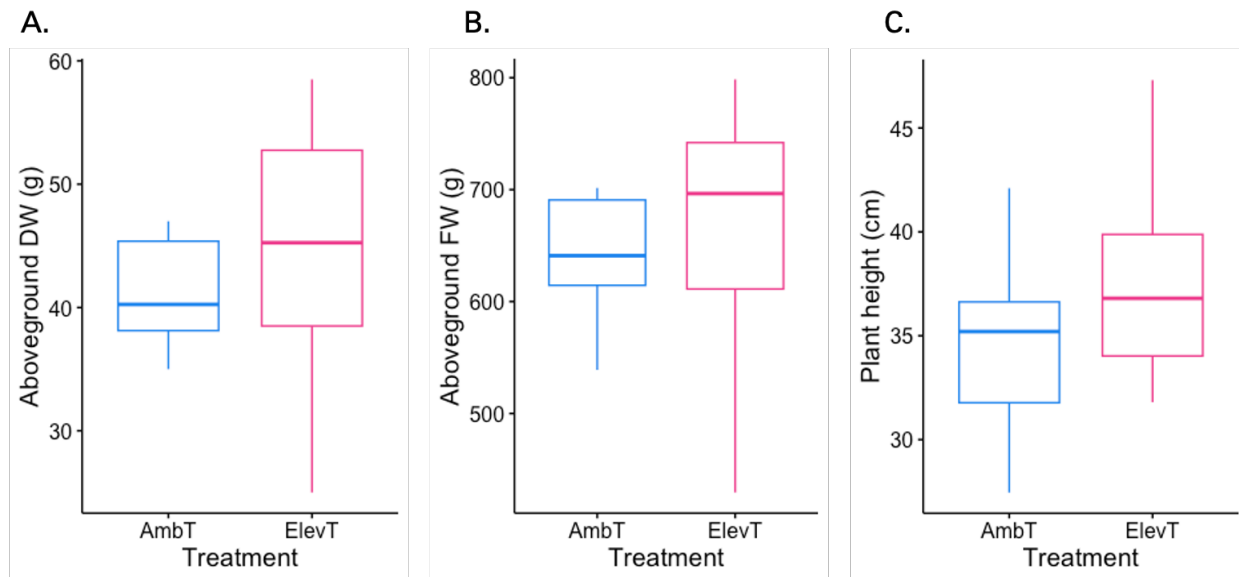 A.
B.
C.
Aboveground DW (g)
60
50
40
30
AmbT
ElevT
Treatment
Aboveground FW (g)
800
700
600
500
AmbT
ElevT
Treatment
Plant height (cm)
45
40
35
30
AmbT
ElevT
Treatment